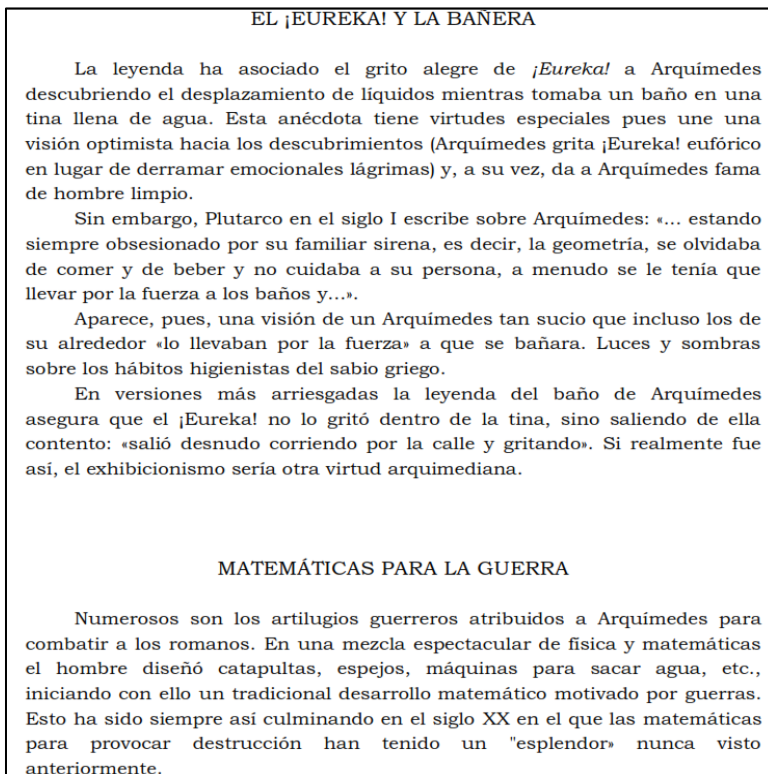 EL ¡EUREKA! Y LA BAÑERA
La leyenda ha asociado el grito alegre de ¡Eureka! a Arquímedes
descubriendo el desplazamiento de líquidos mientras tomaba un baño en una
tina llena de agua. Esta anécdota tiene virtudes especiales pues une una
visión optimista hacia los descubrimientos (Arquímedes grita ¡Eureka! eufórico
en lugar de derramar emocionales lágrimas) y, a su vez, da a Arquímedes fama
de hombre limpio.
Sin embargo, Plutarco en el siglo I escribe sobre Arquímedes: «... estando
siempre obsesionado por su familiar sirena, es decir, la geometría, se olvidaba
de comer y de beber y no cuidaba a su persona, a menudo se le tenía que
llevar por la fuerza a los baños y...».
Aparece, pues, una visión de un Arquímedes tan sucio que incluso los de
su alrededor «lo llevaban por la fuerza» a que se bañara. Luces y sombras
sobre los hábitos higienistas del sabio griego.
En versiones más arriesgadas la leyenda del baño de Arquímedes
asegura que el ¡Eureka! no lo gritó dentro de la tina, sino saliendo de ella
contento: «salió desnudo corriendo por la calle y gritando». Si realmente fue
así, el exhibicionismo sería otra virtud arquimediana.
MATEMÁTICAS PARA LA GUERRA
Numerosos son los artilugios guerreros atribuidos a Arquímedes para
combatir a los romanos. En una mezcla espectacular de física y matemáticas
el hombre diseñó catapultas, espejos, máquinas para sacar agua, etc.,
iniciando con ello un tradicional desarrollo matemático motivado por guerras.
Esto ha sido siempre así culminando en el siglo XX en el que las matemáticas
para provocar destrucción han tenido un "esplendor» nunca visto
anteriormente.